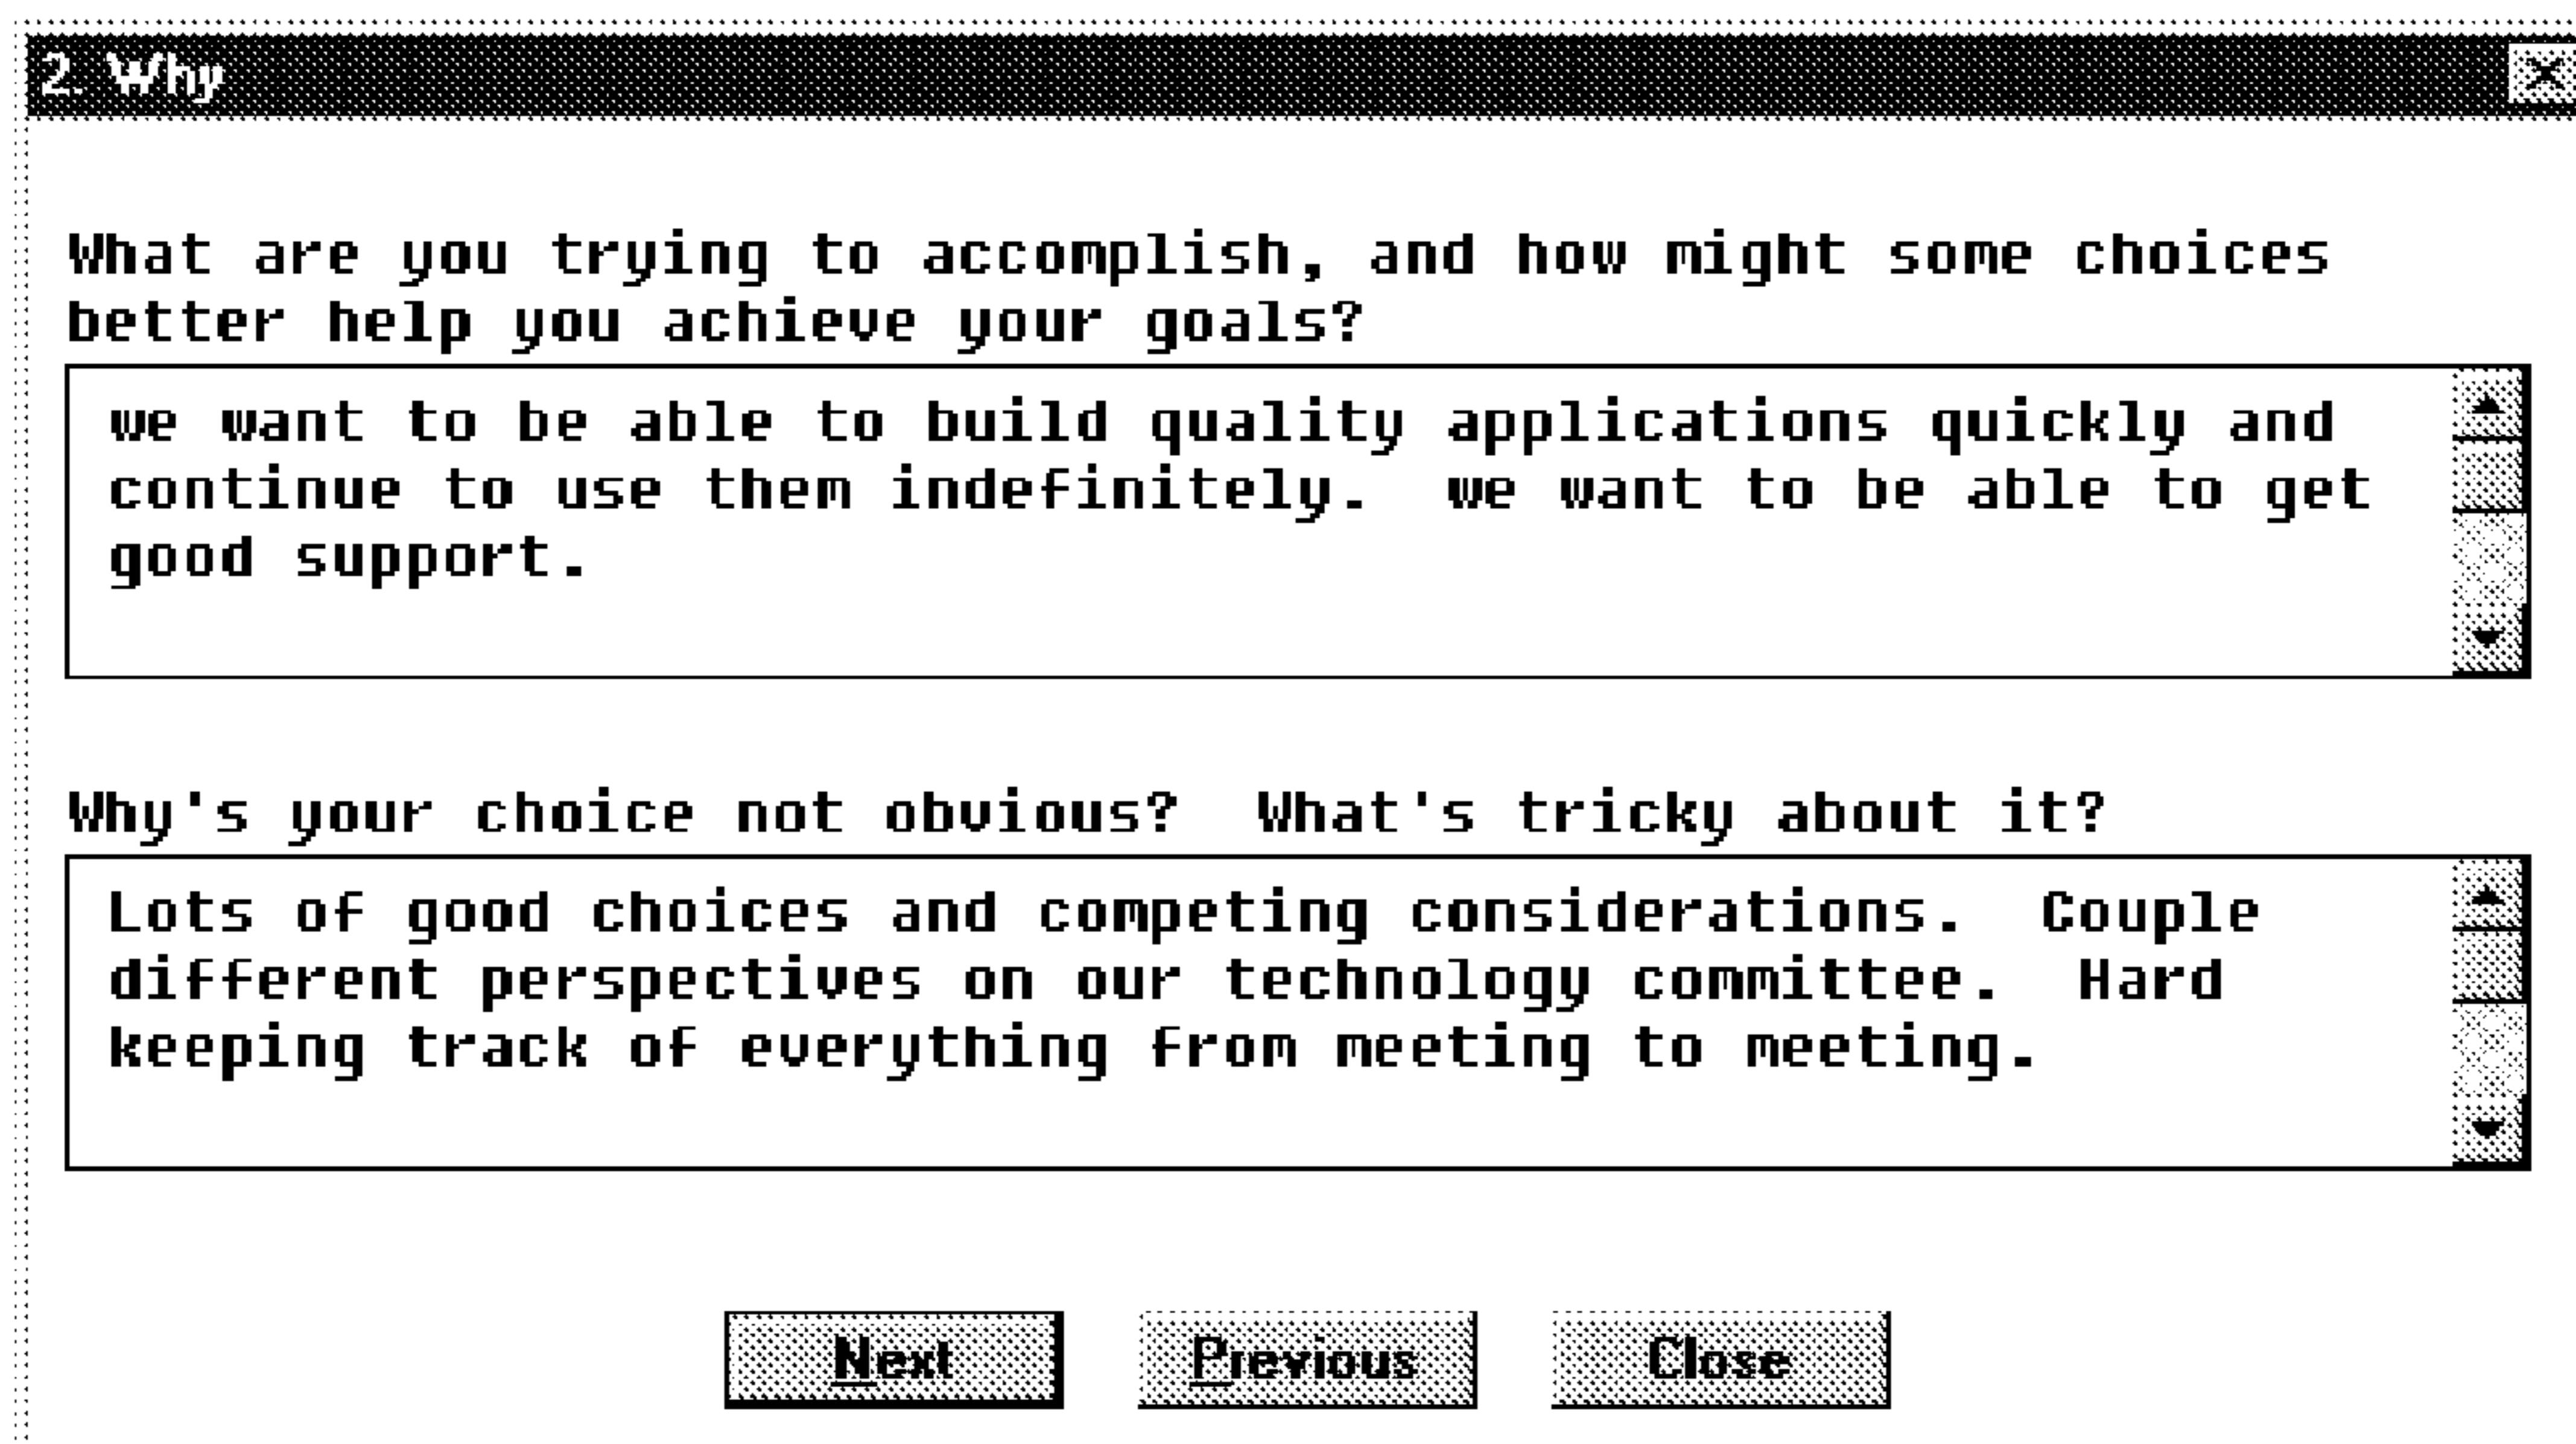 2. Why
What are you trying to accomplish, and how might some choices
better help you achieve your goals?
we want to be able to build quality applications quickly and
continue to use them indefinitely.  we want to be able to get
good support.
Why's your choice not obvious?  What's tricky about it?
Lots of good choices and competing considerations.  Couple
different perspectives on our technology committee.  Hard
keeping track of everything from meeting to meeting.
Next Previous Close